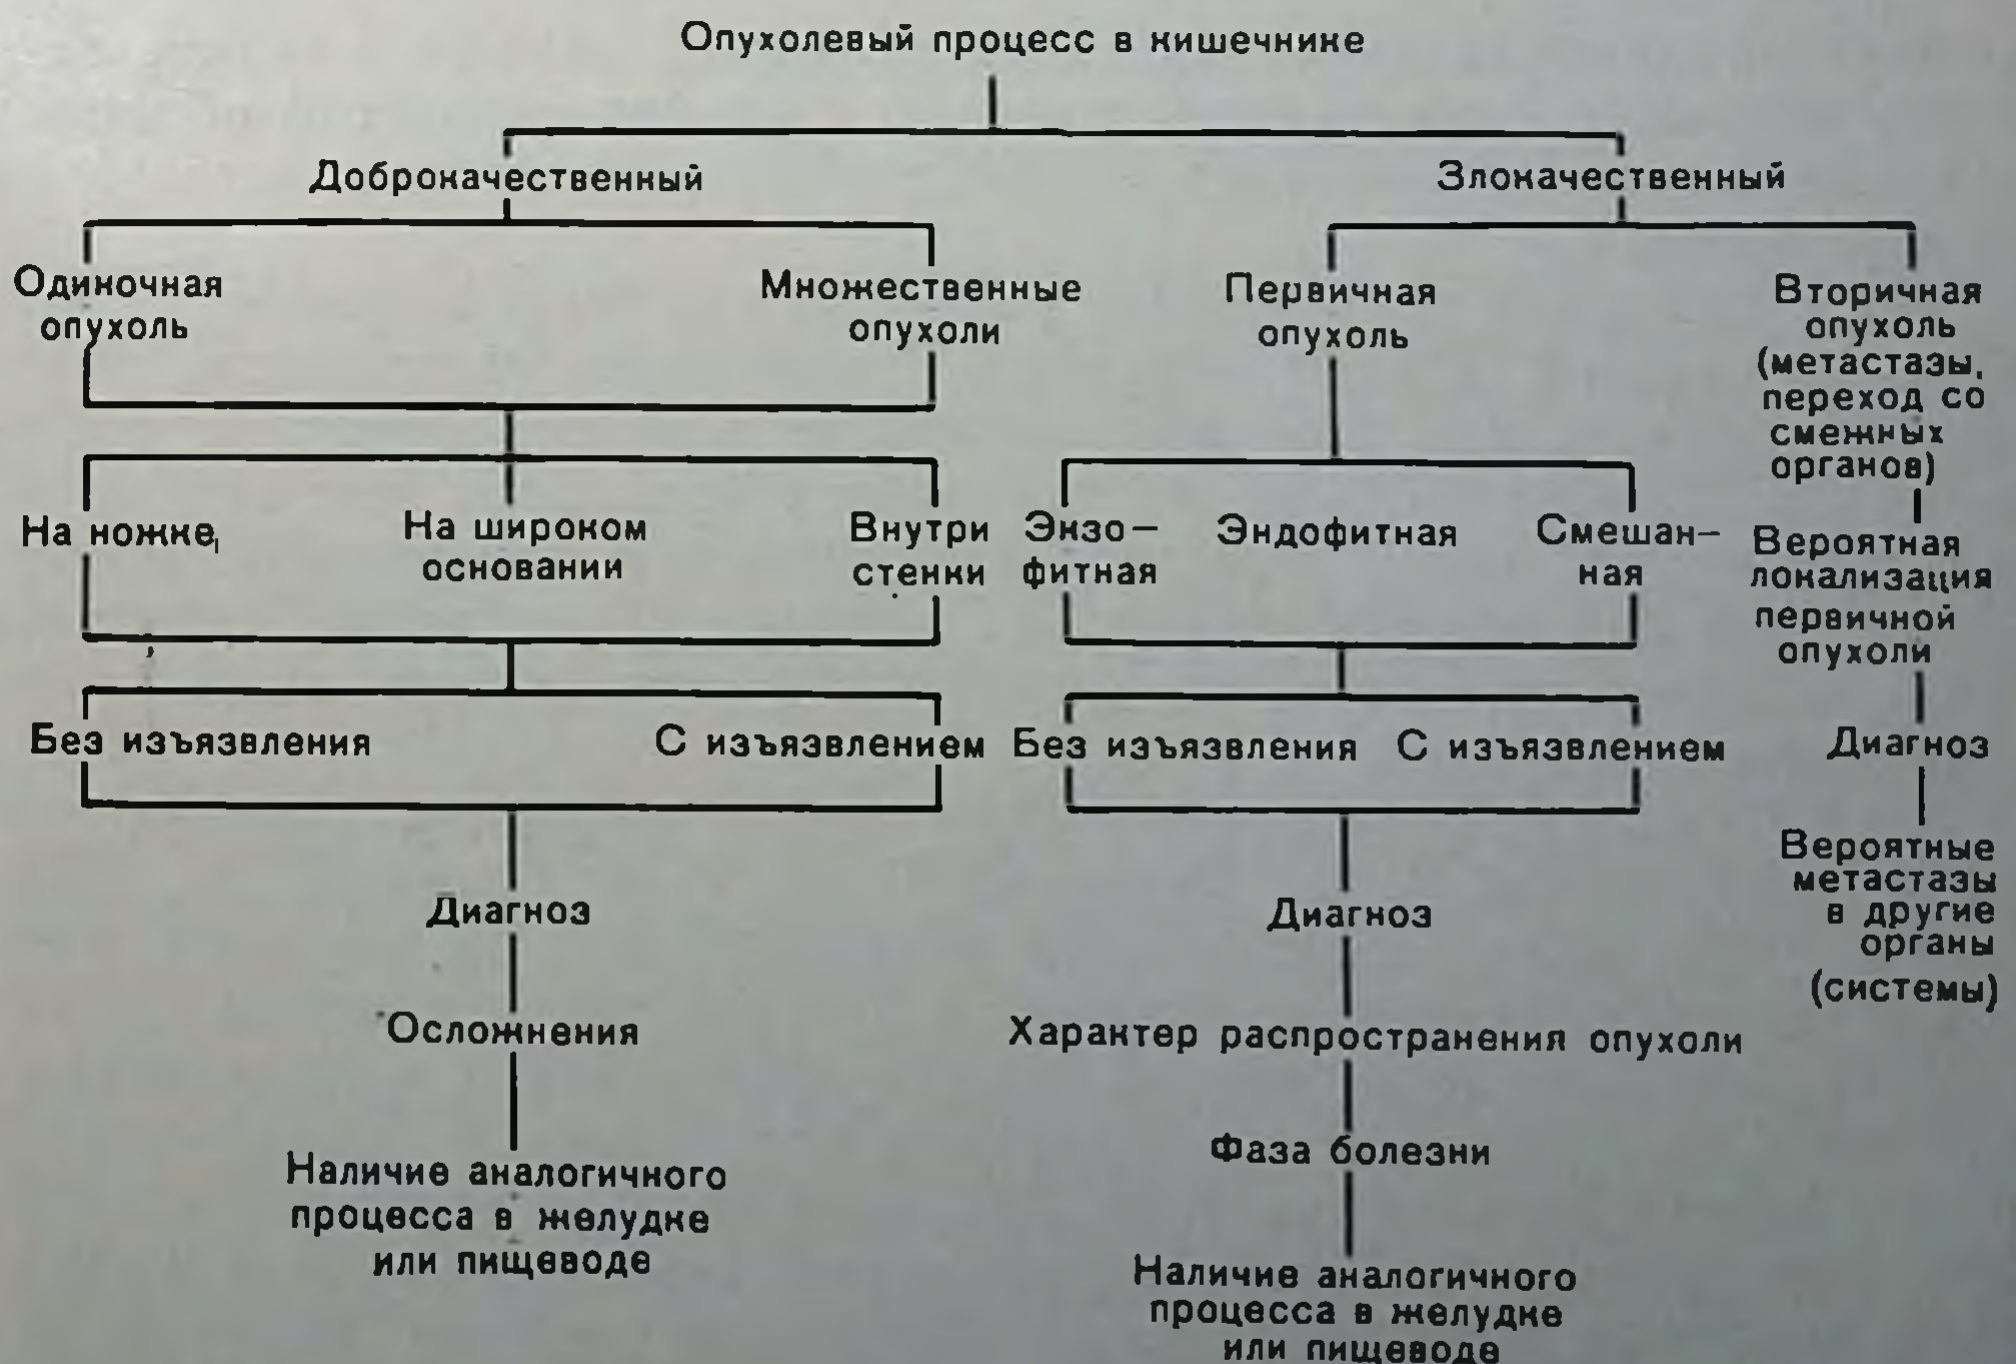 Опухолевый процесс в кишечнике
Доброкачественный
Злокачественный
Одиночная
опухоль
Множественные
опухоли
Первичная
опухоль
Вторичная
опухоль
(метастазы,
переход со
смежных
органов)
На ножке,
На широком
основании
Внутри
стенки
Экзо—
фитная
Эндофитная
Смешан—
ная
Вероятная
локализация
первичной
опухоли
Без изъязвления
С изъязвлением
Без изъязвления
С изъязвлением
Диагноз
Вероятные
метастазы
в другие
органы
(системы)
Диагноз
Диагноз
Осложнения
Характер распространения опухоли
Фаза болезни
Наличие аналогичного
процесса в желудке
или пищеводе
Наличие аналогичного
процесса в желудке
или пищеводе